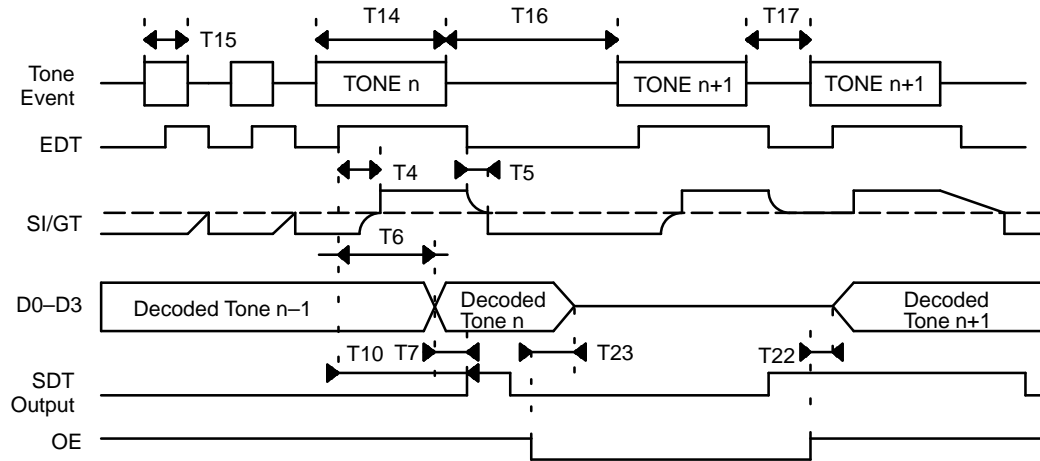 T14
T16
T17
T15
Tone
Event
TONE n
TONE n+1
TONE n+1
EDT
T4
T5
SI/GT
T6
D0–D3
Decoded Tone n–1
Decoded
Tone n
Decoded
Tone n+1
T10
T7
T23
T22
SDT
Output
OE